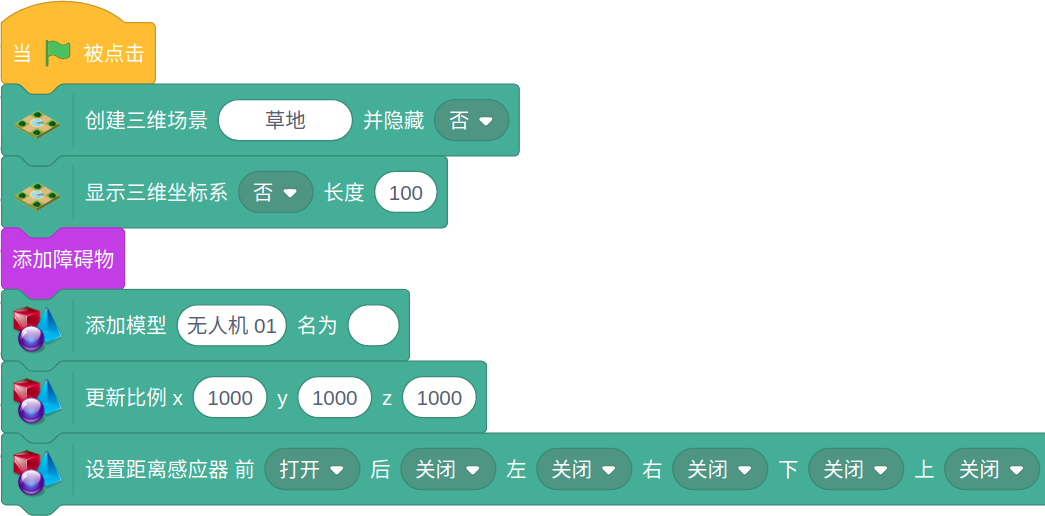 当 被点击
创建三维场景 草地 并隐藏 否
显示三维坐标系 否 长度 100
添加障碍物
添加模型 无人机 01 名为
更新比例 x 1000 y 1000 z 1000
设置距离感应器 前 打开 后 关闭 左 关闭 右 关闭 下 关闭 上 关闭